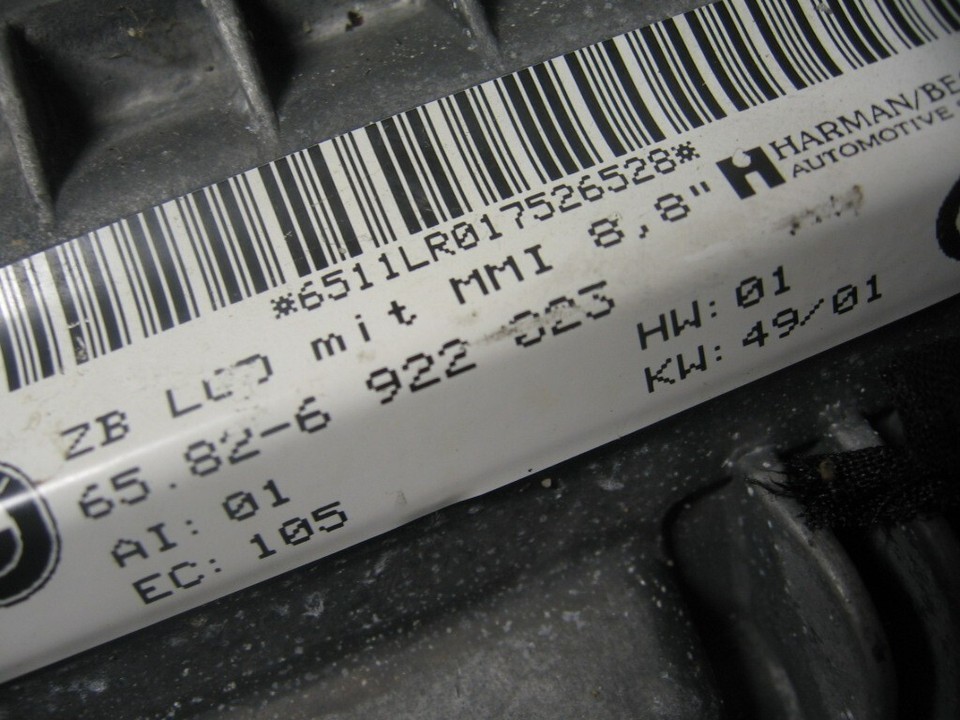 *6511LR017526528*
HARMAN/BE
AUTOMOTIVE
ZB LCD mit MMI 8,8"
65.82-6 922 023
HW: 01
KW: 49/01
AI: 01
EC: 105